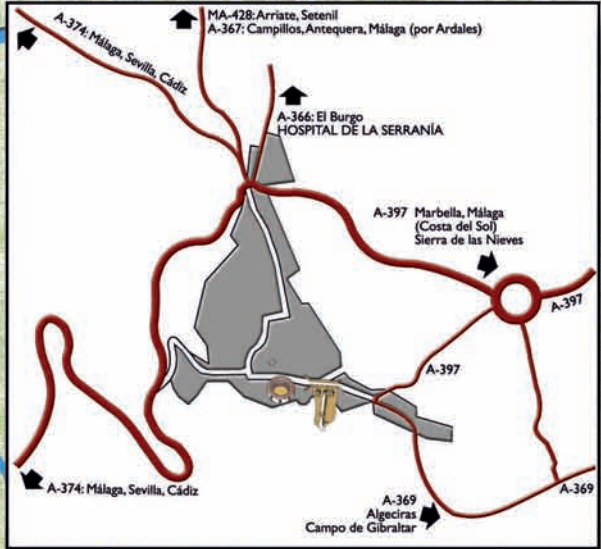 MA-428: Arriate, Setenil
A-367: Campillos, Antequera, Málaga (por Ardales)
A-374: Málaga, Sevilla, Cádiz
A-366: El Burgo
HOSPITAL DE LA SERRANÍA
A-397 Marbella, Málaga
(Costa del Sol)
Sierra de las Nieves
A-397
A-397
A-374: Málaga, Sevilla, Cádiz
A-369
A-369
Algeciras
Campo de Gibraltar